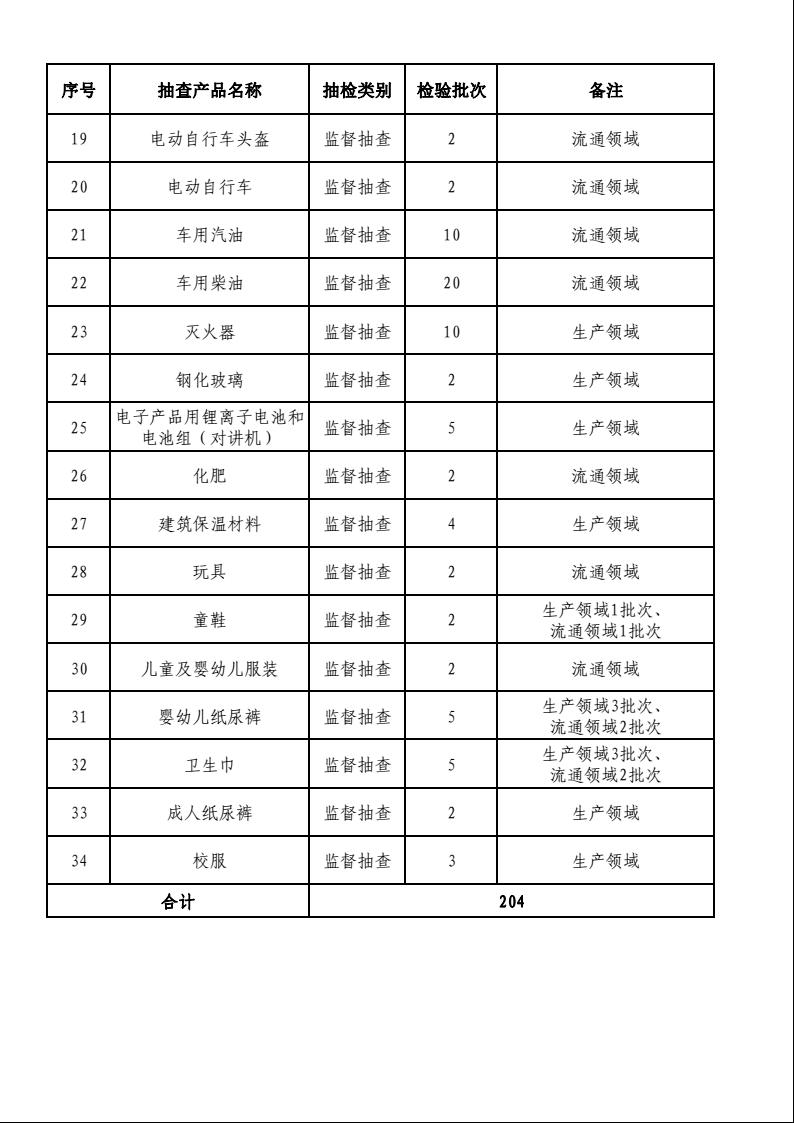 序号 抽查产品名称 抽检类别 检验批次 备注
19 电动自行车头盔 监督抽查 2 流通领域
20 电动自行车 监督抽查 2 流通领域
21 车用汽油 监督抽查 10 流通领域
22 车用柴油 监督抽查 20 流通领域
23 灭火器 监督抽查 10 生产领域
24 钢化玻璃 监督抽查 2 生产领域
25 电子产品用锂离子电池和
电池组（对讲机） 监督抽查 5 生产领域
26 化肥 监督抽查 2 流通领域
27 建筑保温材料 监督抽查 4 生产领域
28 玩具 监督抽查 2 流通领域
29 童鞋 监督抽查 2 生产领域1批次、
流通领域1批次
30 儿童及婴幼儿服装 监督抽查 2 流通领域
31 婴幼儿纸尿裤 监督抽查 5 生产领域3批次、
流通领域2批次
32 卫生巾 监督抽查 5 生产领域3批次、
流通领域2批次
33 成人纸尿裤 监督抽查 2 生产领域
34 校服 监督抽查 3 生产领域
合计 204